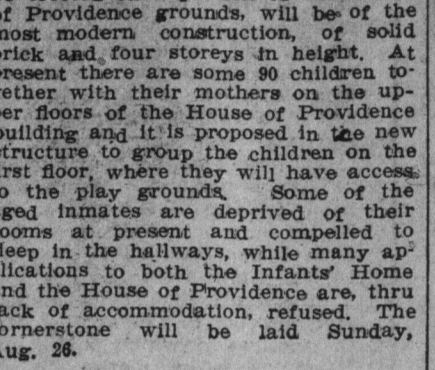 of Providence grounds, will be of the
most modern construction, of solid
brick and four storeys in height. At
present there are some 90 children to-
gether with their mothers on the up-
per floors of the House of Providence
building and it is proposed in the new
structure to group the children on the
first floor, where they will have access
to the play grounds. Some of the
aged inmates are deprived of their
rooms at present and compelled to
sleep in the hallways, while many ap-
plications to both the Infants' Home
and the House of Providence are, thru
lack of accommodation, refused. The
cornerstone will be laid Sunday,
Aug. 26.